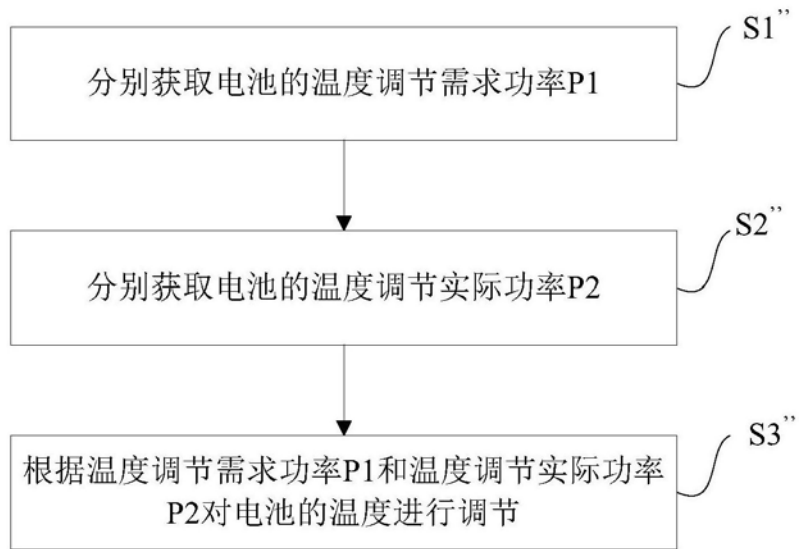 S1”
分别获取电池的温度调节需求功率P1
S2”
分别获取电池的温度调节实际功率P2
S3”
根据温度调节需求功率P1和温度调节实际功率
P2对电池的温度进行调节